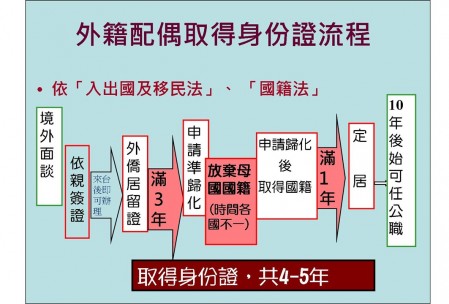 外籍配偶取得身份證流程
• 依「入出國及移民法」、「國籍法」
境外面談
依親簽證
來台
後即
可辦
理
外僑居留證
滿3年
申請準歸化
放棄母
國國籍
(時間各
國不一)
申請歸化
後
取得國籍
滿1年
定居
10
年後始可任公職
取得身份證，共4-5年